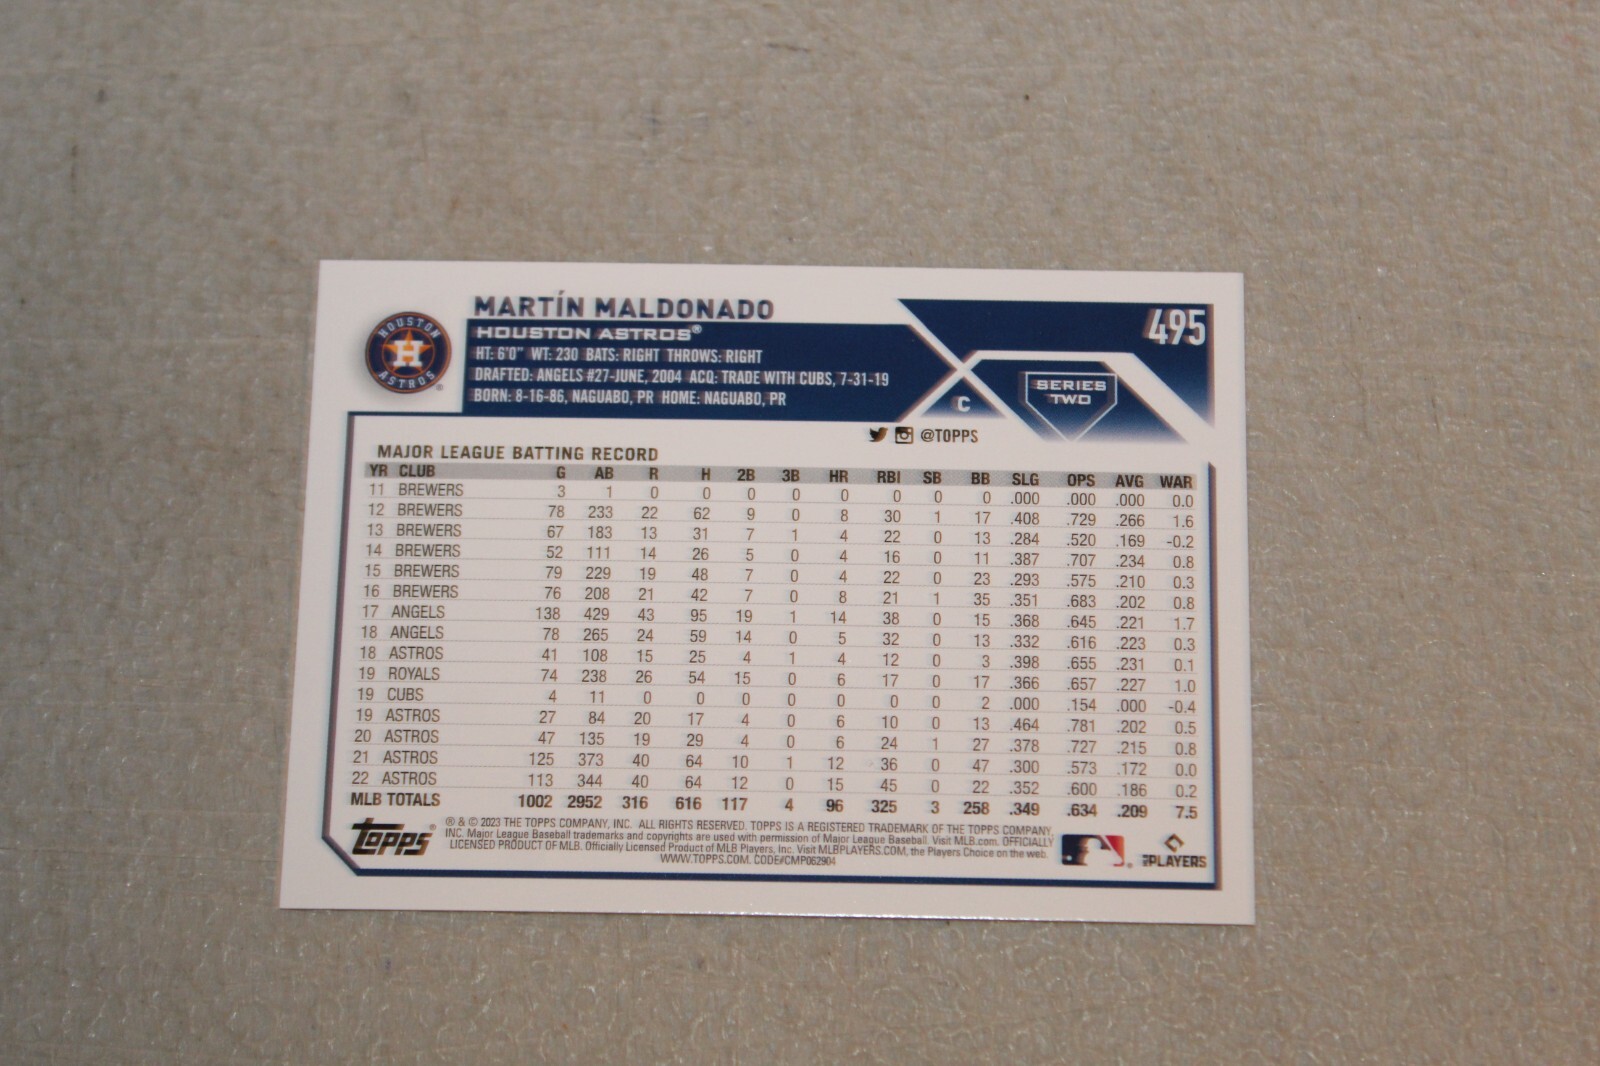 MARTÍN MALDONADO
495
HOUSTON ASTROS
HOUSTON ASTROS®
HT: 6'0" WT: 230 BATS: RIGHT THROWS: RIGHT
DRAFTED: ANGELS #27-JUNE, 2004 ACQ: TRADE WITH CUBS, 7-31-19
BORN: 8-16-86, NAGUABO, PR HOME: NAGUABO, PR
C
SERIES
TWO
@TOPPS
MAJOR LEAGUE BATTING RECORD
YR CLUB G AB R H 2B 3B HR RBI SB BB SLG OPS AVG WAR
11 BREWERS 3 1 0 0 0 0 0 0 0 0 .000 .000 .000 0.0
12 BREWERS 78 233 22 62 9 0 8 30 1 17 .408 .729 .266 1.6
13 BREWERS 67 183 13 31 7 1 4 22 0 13 .284 .520 .169 -0.2
14 BREWERS 52 111 14 26 5 0 4 16 0 11 .387 .707 .234 0.8
15 BREWERS 79 229 19 48 7 0 4 22 0 23 .293 .575 .210 0.3
16 BREWERS 76 208 21 42 7 0 8 21 1 35 .351 .683 .202 0.8
17 ANGELS 138 429 43 95 19 1 14 38 0 15 .368 .645 .221 1.7
18 ANGELS 78 265 24 59 14 0 5 32 0 13 .332 .616 .223 0.3
18 ASTROS 41 108 15 25 4 1 4 12 0 3 .398 .655 .231 0.1
19 ROYALS 74 238 26 54 15 0 6 17 0 17 .366 .657 .227 1.0
19 CUBS 4 11 0 0 0 0 0 0 0 2 .000 .154 .000 -0.4
19 ASTROS 27 84 20 17 4 0 6 10 0 13 .464 .781 .202 0.5
20 ASTROS 47 135 19 29 4 0 6 24 1 27 .378 .727 .215 0.8
21 ASTROS 125 373 40 64 10 1 12 36 0 47 .300 .573 .172 0.0
22 ASTROS 113 344 40 64 12 0 15 45 0 22 .352 .600 .186 0.2
MLB TOTALS 1002 2952 316 616 117 4 96 325 3 258 .349 .634 .209 7.5
topps®
® & © 2023 THE TOPPS COMPANY, INC. ALL RIGHTS RESERVED. TOPPS IS A REGISTERED TRADEMARK OF THE TOPPS COMPANY,
INC. Major League Baseball trademarks and copyrights are used with permission of Major League Baseball. Visit MLB.com. OFFICIALLY
LICENSED PRODUCT OF MLB. Officially Licensed Product of MLB Players, Inc. Visit MLBPLAYERS.COM, the Players Choice on the web.
WWW.TOPPS.COM. CODE#CMP062904
PLAYERS